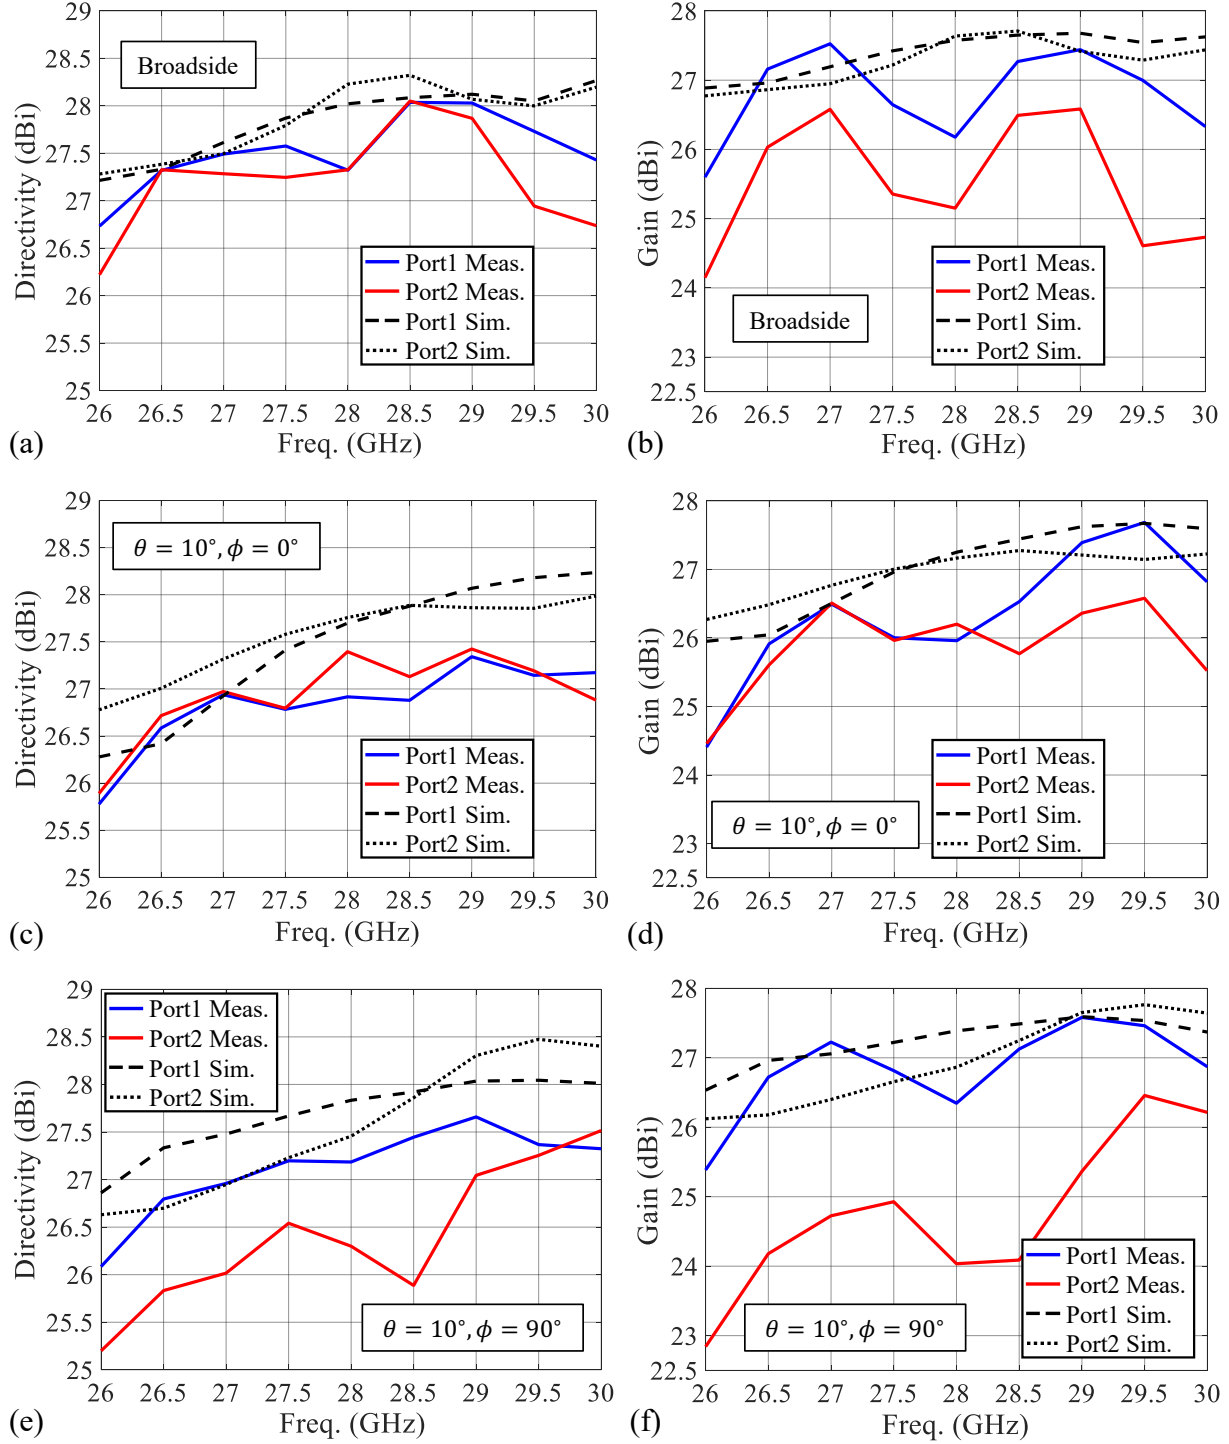 29
28.5
28
27.5
27
26.5
26
25.5
25
Directivity (dBi)
Broadside
Port1 Meas.
Port2 Meas.
Port1 Sim.
Port2 Sim.
26 26.5 27 27.5 28 28.5 29 29.5 30
(a) Freq. (GHz)
28
27
26
25
24
23
22.5
Gain (dBi)
Port1 Meas.
Port2 Meas.
Port1 Sim.
Port2 Sim.
Broadside
26 26.5 27 27.5 28 28.5 29 29.5 30
(b) Freq. (GHz)
29
28.5
28
27.5
27
26.5
26
25.5
25
Directivity (dBi)
θ = 10°, ϕ = 0°
Port1 Meas.
Port2 Meas.
Port1 Sim.
Port2 Sim.
26 26.5 27 27.5 28 28.5 29 29.5 30
(c) Freq. (GHz)
28
27
26
25
24
23
22.5
Gain (dBi)
Port1 Meas.
Port2 Meas.
Port1 Sim.
Port2 Sim.
θ = 10°, ϕ = 0°
26 26.5 27 27.5 28 28.5 29 29.5 30
(d) Freq. (GHz)
29
28.5
28
27.5
27
26.5
26
25.5
25
Directivity (dBi)
Port1 Meas.
Port2 Meas.
Port1 Sim.
Port2 Sim.
θ = 10°, ϕ = 90°
26 26.5 27 27.5 28 28.5 29 29.5 30
(e) Freq. (GHz)
28
27
26
25
24
23
22.5
Gain (dBi)
Port1 Meas.
Port2 Meas.
Port1 Sim.
Port2 Sim.
θ = 10°, ϕ = 90°
26 26.5 27 27.5 28 28.5 29 29.5 30
(f) Freq. (GHz)